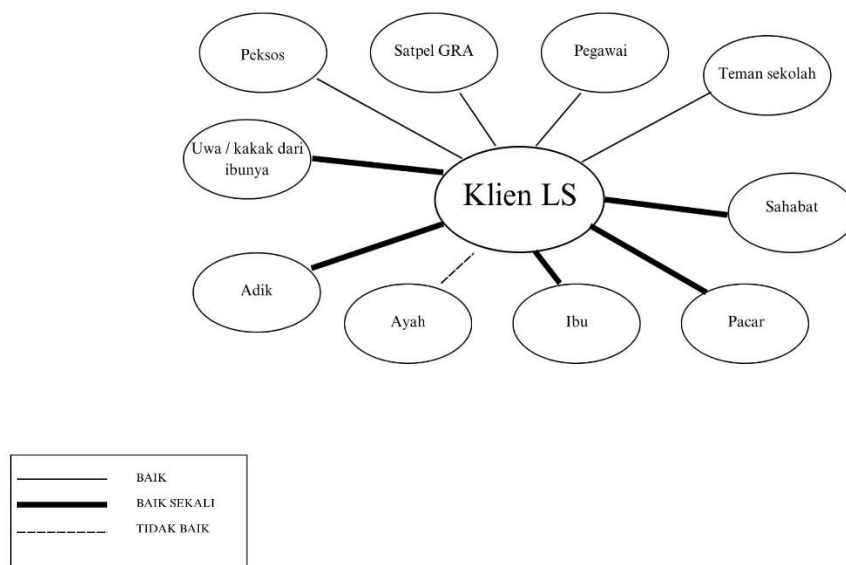 Peksos
Satpel GRA
Pegawai
Teman sekolah
Uwa / kakak dari
ibunya
Klien LS
Sahabat
Adik
Ayah
Ibu
Pacar
BAIK
BAIK SEKALI
TIDAK BAIK